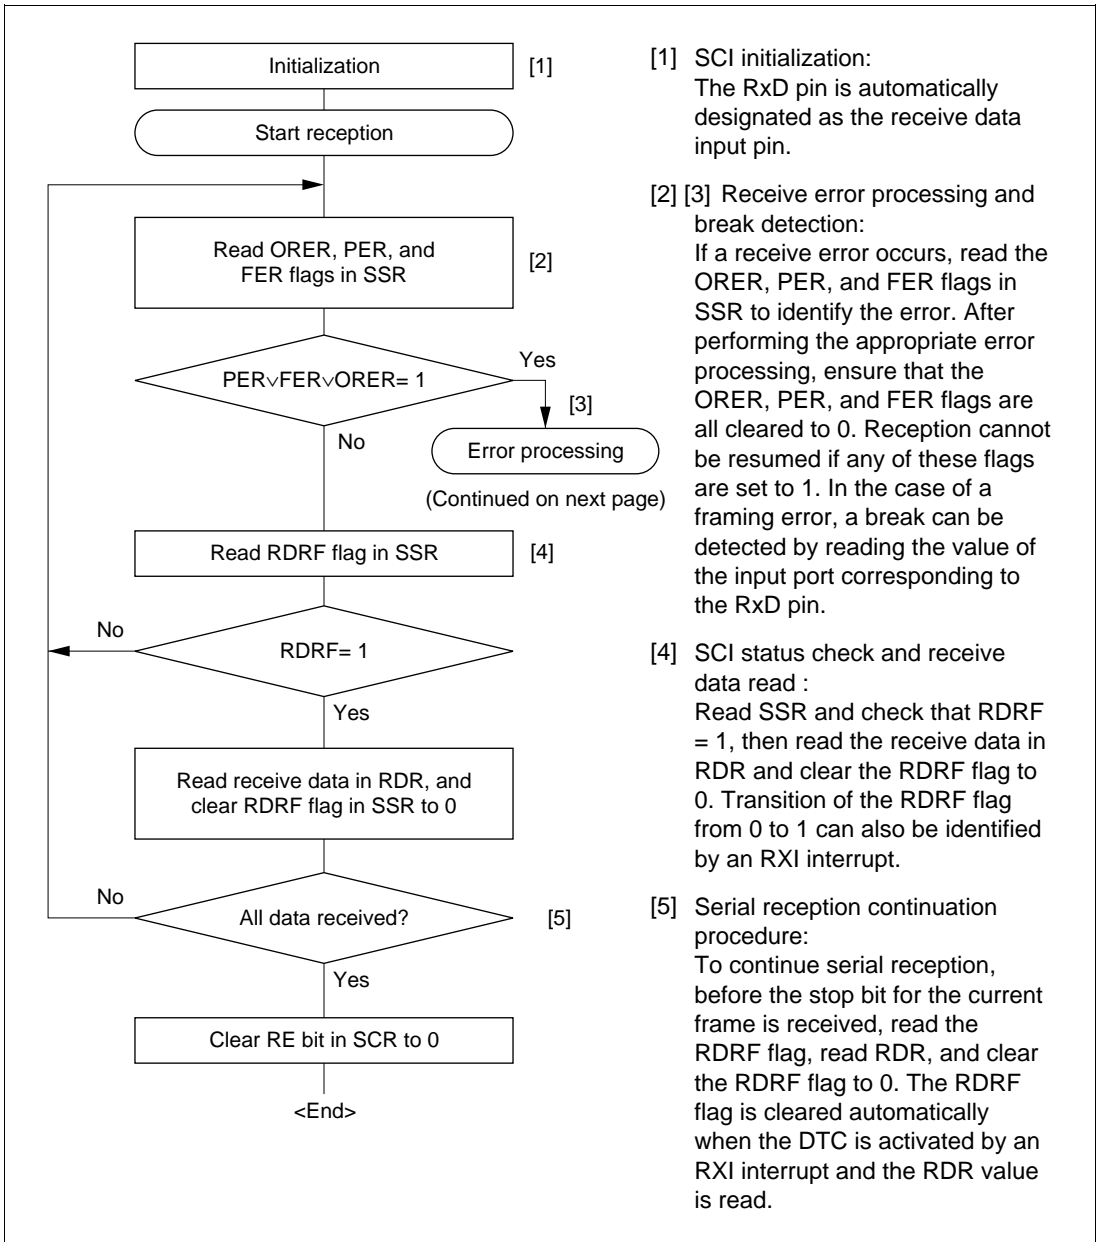 Initialization
[1]
Start reception
Read ORER, PER, and
FER flags in SSR
[2]
PER∨FER∨ORER= 1
Yes
[3]
No
Error processing
(Continued on next page)
Read RDRF flag in SSR
[4]
No
RDRF= 1
Yes
Read receive data in RDR, and
clear RDRF flag in SSR to 0
No
All data received?
[5]
Yes
Clear RE bit in SCR to 0
<End>
[1] SCI initialization:
The RxD pin is automatically
designated as the receive data
input pin.
[2] [3] Receive error processing and
break detection:
If a receive error occurs, read the
ORER, PER, and FER flags in
SSR to identify the error. After
performing the appropriate error
processing, ensure that the
ORER, PER, and FER flags are
all cleared to 0. Reception cannot
be resumed if any of these flags
are set to 1. In the case of a
framing error, a break can be
detected by reading the value of
the input port corresponding to
the RxD pin.
[4] SCI status check and receive
data read :
Read SSR and check that RDRF
= 1, then read the receive data in
RDR and clear the RDRF flag to
0. Transition of the RDRF flag
from 0 to 1 can also be identified
by an RXI interrupt.
[5] Serial reception continuation
procedure:
To continue serial reception,
before the stop bit for the current
frame is received, read the
RDRF flag, read RDR, and clear
the RDRF flag to 0. The RDRF
flag is cleared automatically
when the DTC is activated by an
RXI interrupt and the RDR value
is read.